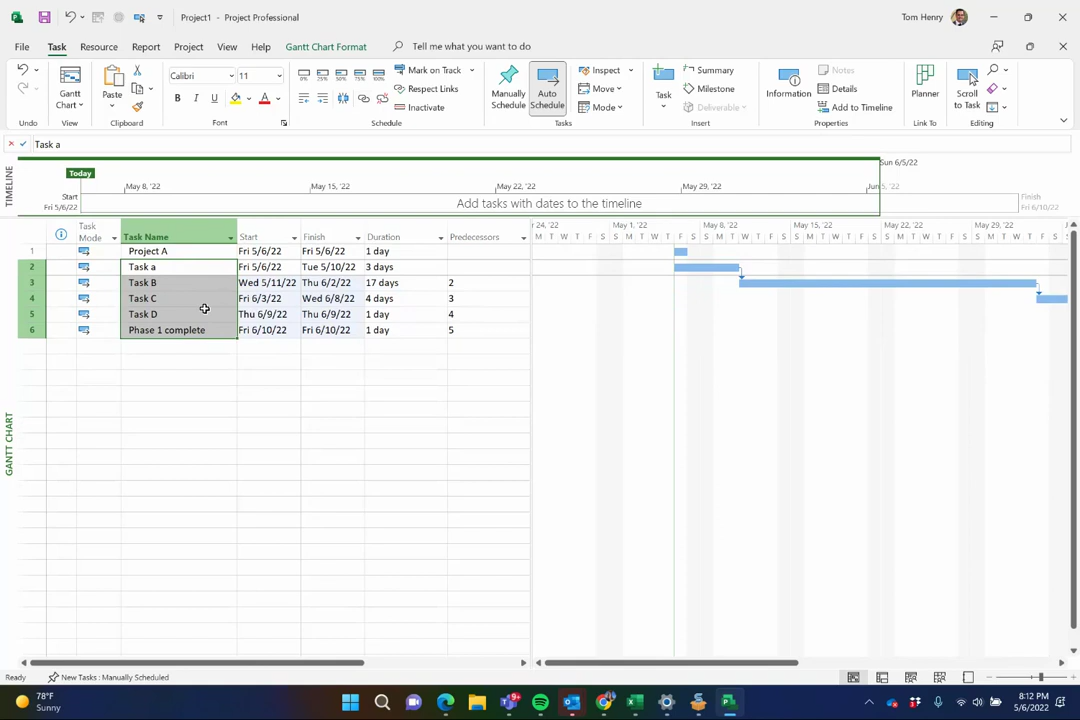 Project1 - Project Professional
Tom Henry
File Task Resource Report Project View Help Gantt Chart Format Tell me what you want to do
Gantt Chart
Paste
Calibri 11
B I U A
0% 25% 50% 75% 100%
Mark on Track
Respect Links
Inactivate
Manually Schedule
Auto Schedule
Inspect
Move
Mode
Task
Summary
Milestone
Deliverable
Information
Notes
Details
Add to Timeline
Planner
Scroll to Task
Undo View Clipboard Font Schedule Tasks Insert Properties Link To Editing
Task a
TIMELINE
Today
Sun 6/5/22
May 8, '22 May 15, '22 May 22, '22 May 29, '22 Jun 5, '22
Start
Fri 5/6/22
Add tasks with dates to the timeline
Finish
Fri 6/10/22
Task Mode Task Name Start Finish Duration Predecessors
24, '22 May 1, '22 May 8, '22 May 15, '22 May 22, '22 May 29, '22
M T W T F S S M T W T F S S M T W T F S S M T W T F S S M T W T F S S M T W T F S
1 Project A Fri 5/6/22 Fri 5/6/22 1 day
2 Task a Fri 5/6/22 Tue 5/10/22 3 days
3 Task B Wed 5/11/22 Thu 6/2/22 17 days 2
4 Task C Fri 6/3/22 Wed 6/8/22 4 days 3
5 Task D Thu 6/9/22 Thu 6/9/22 1 day 4
6 Phase 1 complete Fri 6/10/22 Fri 6/10/22 1 day 5
GANTT CHART
Ready New Tasks : Manually Scheduled
78°F
Sunny
8:12 PM
5/6/2022